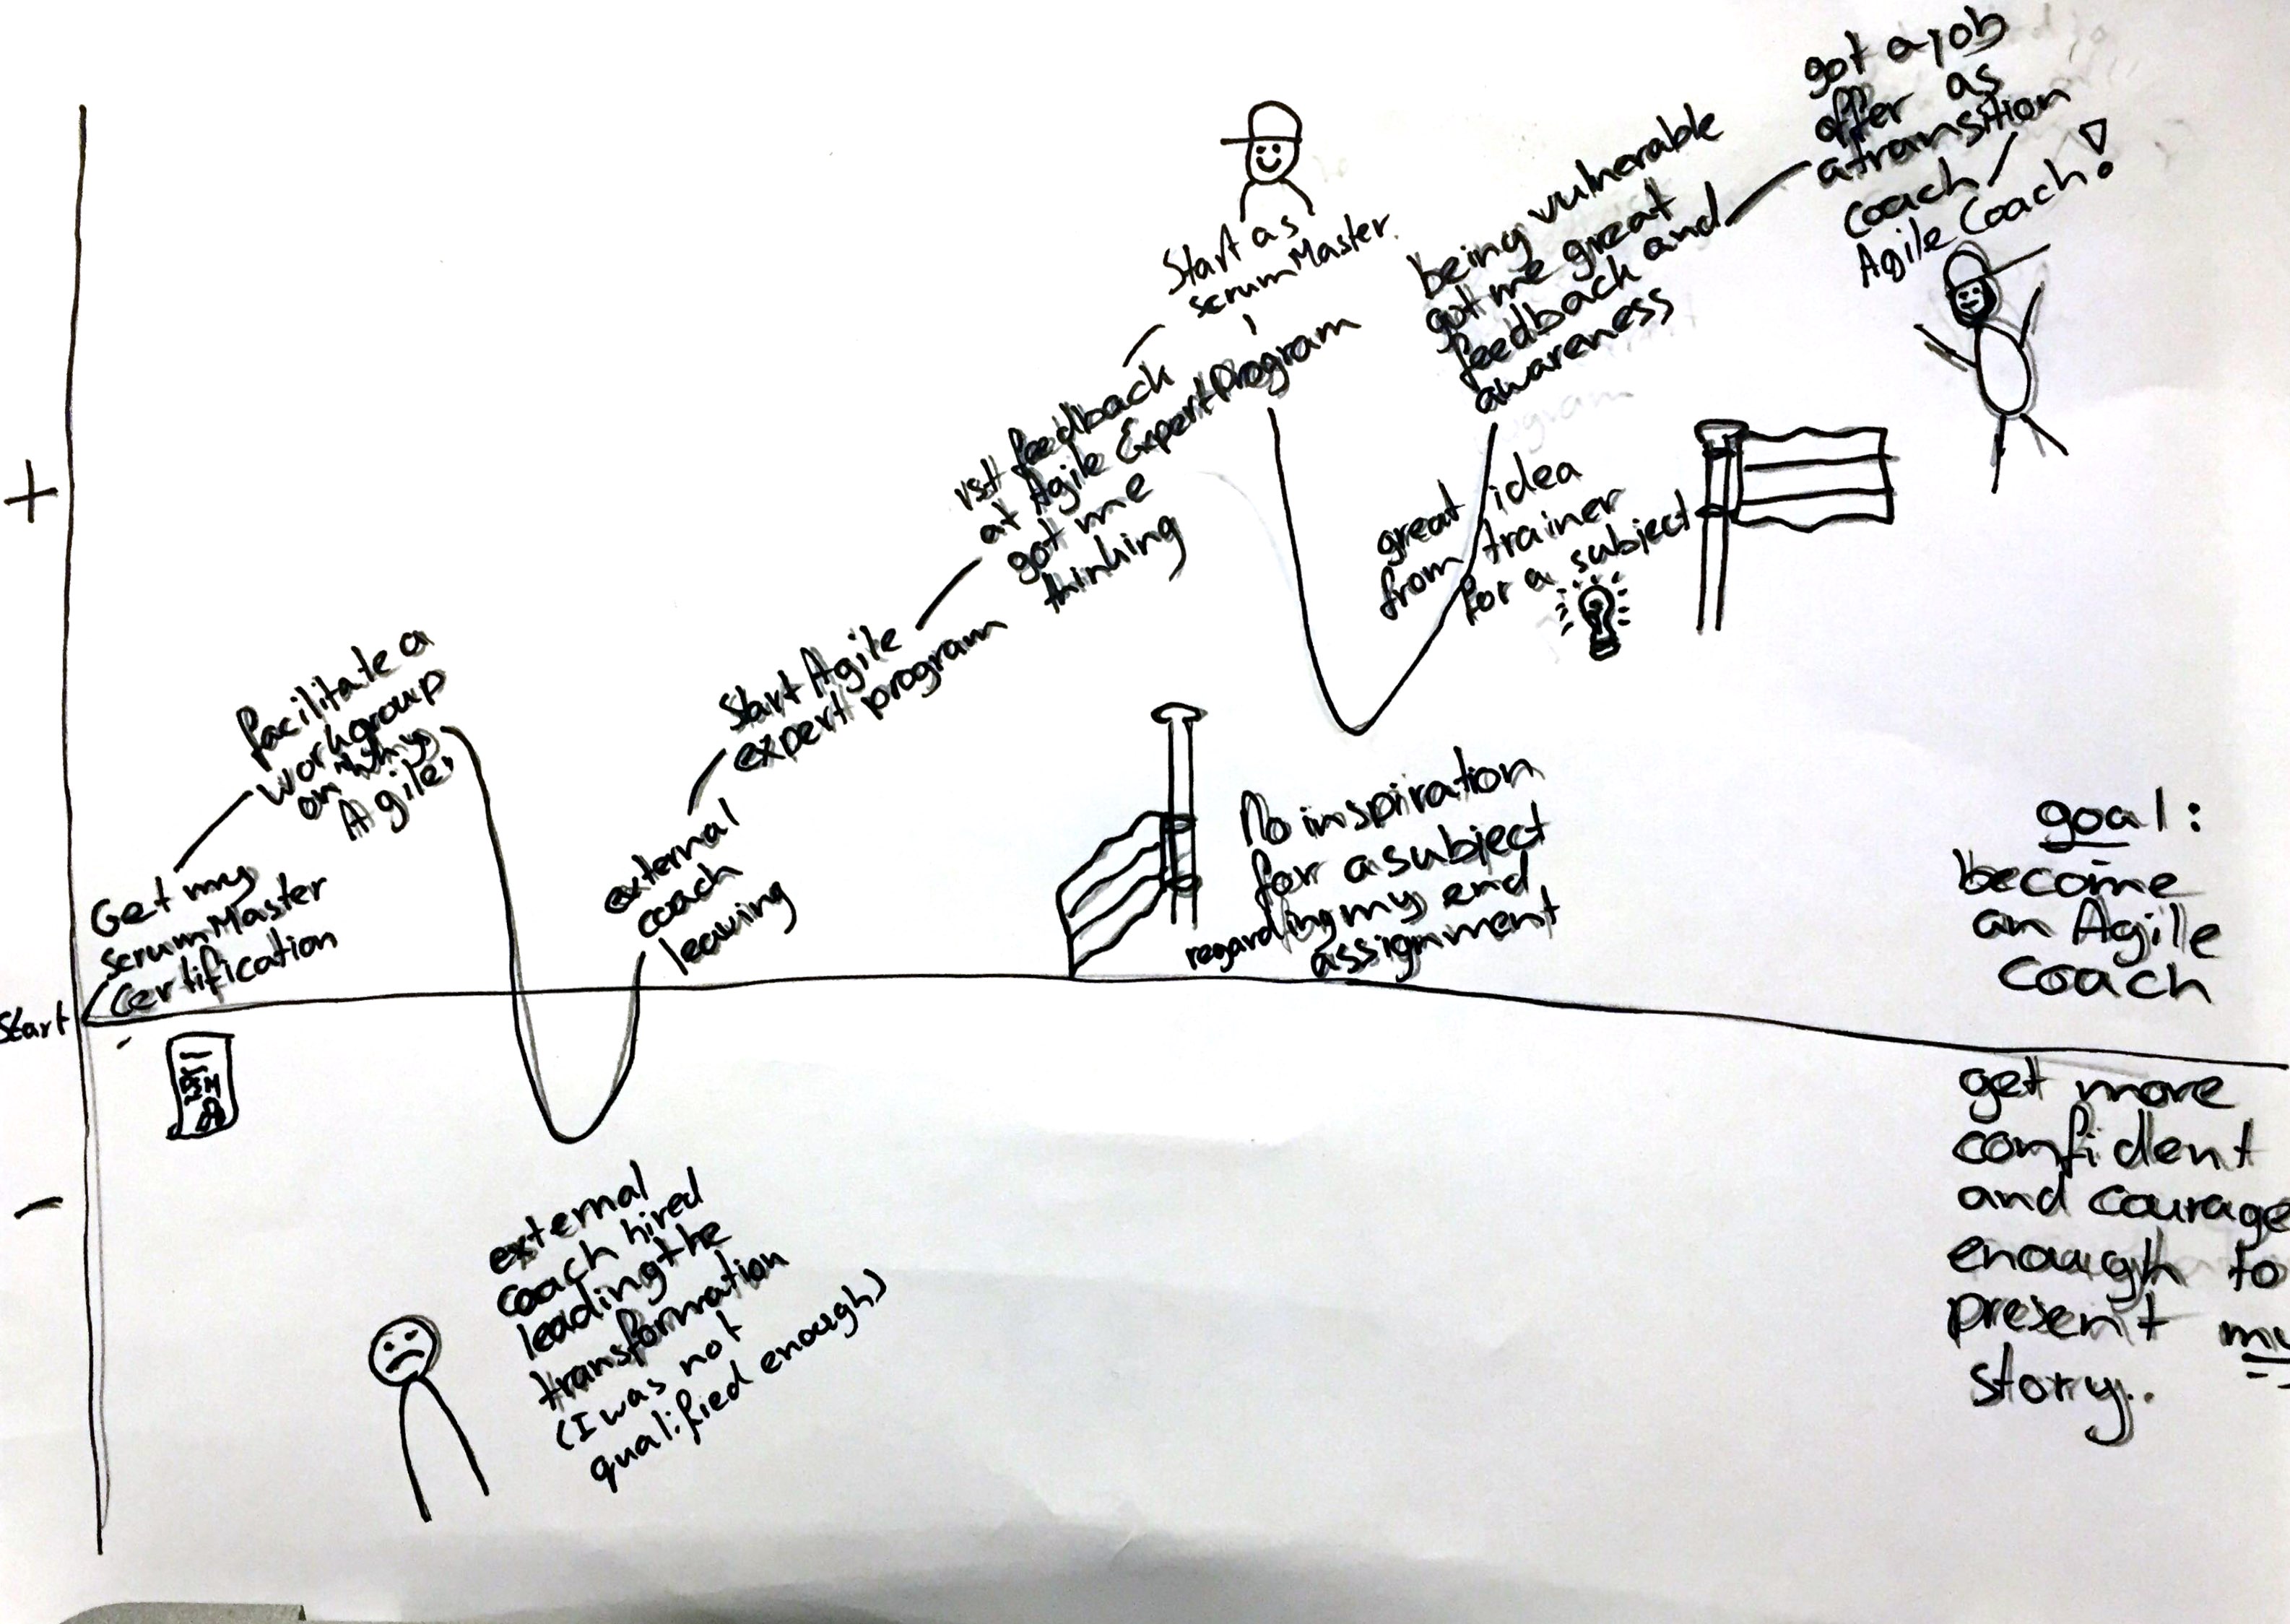 +
Start
-
Get my
scrumMaster
Certification
PSM
facilitate a
workgroup
on "why
Agile"
external
coach hired
leading the
transformation
(I was not
qualified enough)
external
coach
leaving
Start Agile
expert program
1st feedback
at Agile Expert Program
got me
thinking
Start as
scrumMaster.
No inspiration
for a subject
regarding my end
assignment
great idea
from trainer
for a subject
being vulnerable
got me great
feedback and
awareness
got a job
offer as
a transition
coach /
Agile Coach!
goal:
become
an Agile
Coach
get more
confident
and courage
enough to
present my
story..